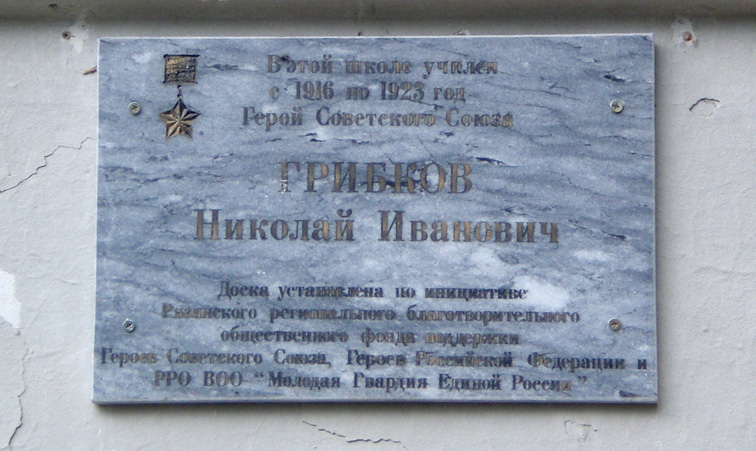 В этой школе учился
с 1916 по 1923 год
Герой Советского Союза
ГРИБКОВ
Николай Иванович
Доска установлена по инициативе
Рязанского регионального благотворительного
общественного фонда поддержки
Героев Советского Союза, Героев Российской Федерации и
РРО ВОО “Молодая Гвардия Единой России”